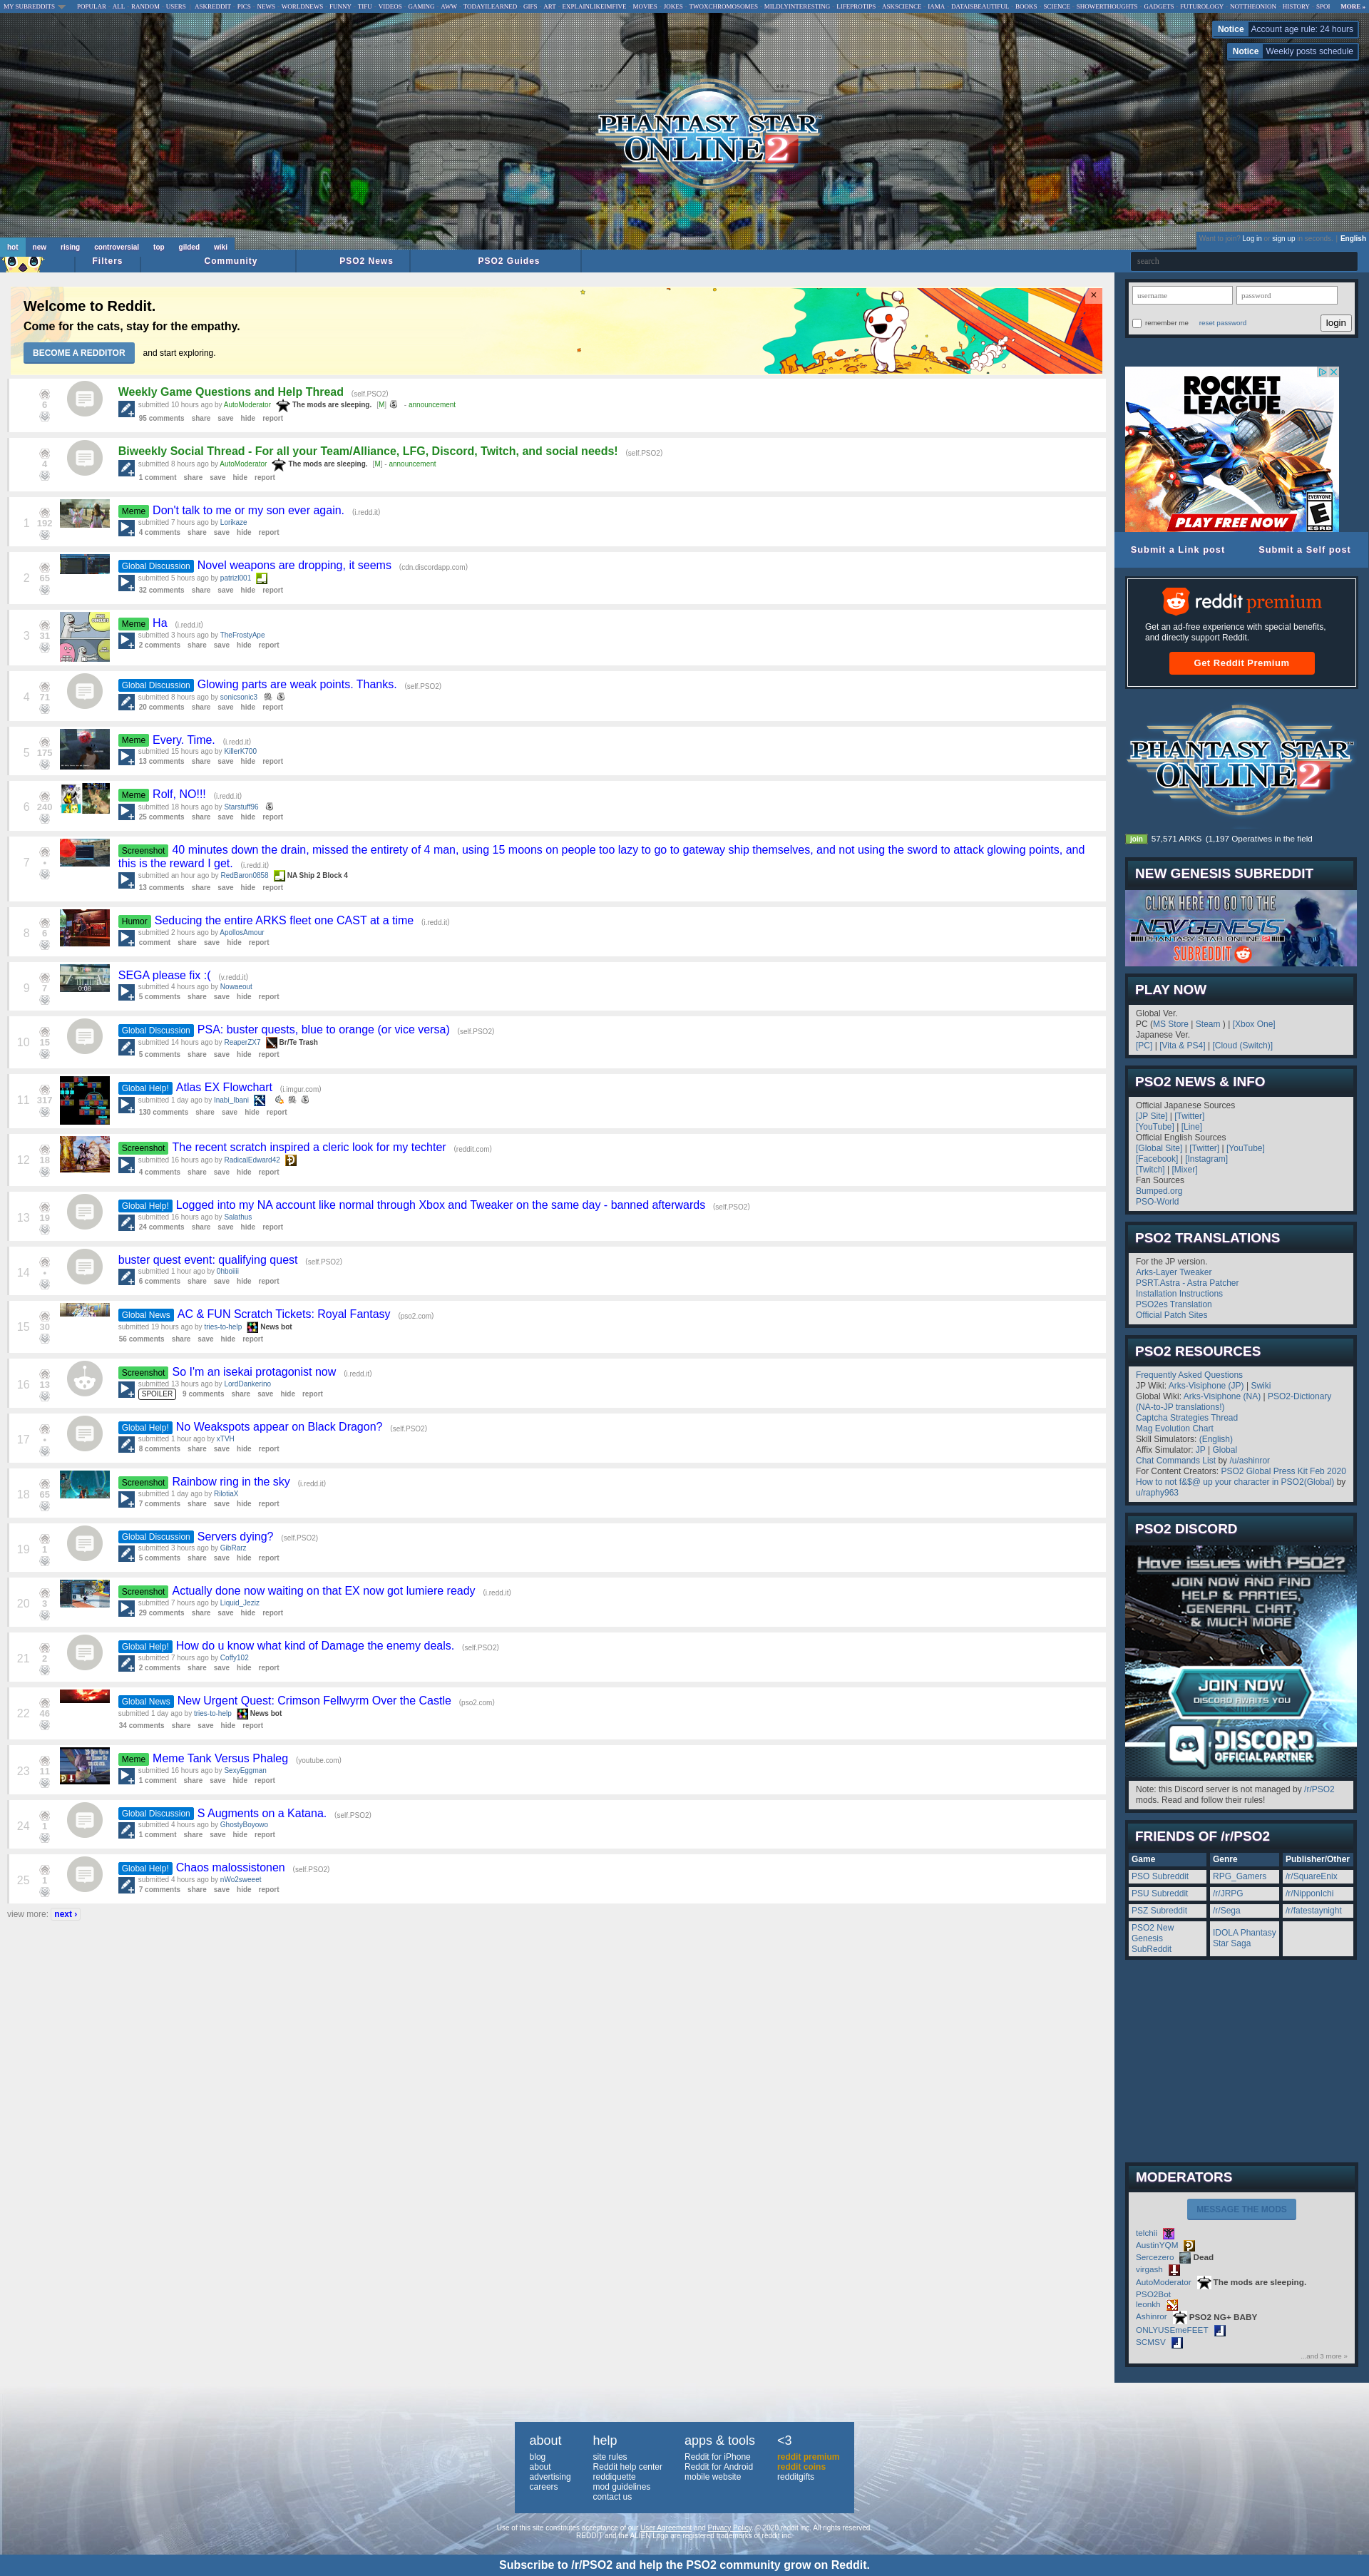 MY SUBREDDITS POPULAR ALL RANDOM USERS ASKREDDIT PICS NEWS WORLDNEWS FUNNY TIFU VIDEOS GAMING AWW TODAYILEARNED GIFS ART EXPLAINLIKEIMFIVE MOVIES JOKES TWOXCHROMOSOMES MILDLYINTERESTING LIFEPROTIPS ASKSCIENCE IAMA DATAISBEAUTIFUL BOOKS SCIENCE SHOWERTHOUGHTS GADGETS FUTUROLOGY NOTTHEONION HISTORY SPOI MORE »
Notice Account age rule: 24 hours
Notice Weekly posts schedule
PHANTASY STAR ONLINE 2
hot new rising controversial top gilded wiki
Want to join? Log in or sign up in seconds. | English
Filters Community PSO2 News PSO2 Guides
search
Welcome to Reddit.
Come for the cats, stay for the empathy.
BECOME A REDDITOR and start exploring.
×
Weekly Game Questions and Help Thread (self.PSO2)
6
submitted 10 hours ago by AutoModerator The mods are sleeping. [M] - announcement
95 comments share save hide report
Biweekly Social Thread - For all your Team/Alliance, LFG, Discord, Twitch, and social needs! (self.PSO2)
4
submitted 8 hours ago by AutoModerator The mods are sleeping. [M] - announcement
1 comment share save hide report
1 192 Meme Don't talk to me or my son ever again. (i.redd.it)
submitted 7 hours ago by Lorikaze
4 comments share save hide report
2 65 Global Discussion Novel weapons are dropping, it seems (cdn.discordapp.com)
submitted 5 hours ago by patrizl001
32 comments share save hide report
3 31 Meme Ha (i.redd.it)
submitted 3 hours ago by TheFrostyApe
2 comments share save hide report
4 71 Global Discussion Glowing parts are weak points. Thanks. (self.PSO2)
submitted 8 hours ago by sonicsonic3
20 comments share save hide report
5 175 Meme Every. Time. (i.redd.it)
submitted 15 hours ago by KillerK700
13 comments share save hide report
6 240 Meme Rolf, NO!!! (i.redd.it)
submitted 18 hours ago by Starstuff96
25 comments share save hide report
7 • Screenshot 40 minutes down the drain, missed the entirety of 4 man, using 15 moons on people too lazy to go to gateway ship themselves, and not using the sword to attack glowing points, and
this is the reward I get. (i.redd.it)
submitted an hour ago by RedBaron0858 NA Ship 2 Block 4
13 comments share save hide report
8 6 Humor Seducing the entire ARKS fleet one CAST at a time (i.redd.it)
submitted 2 hours ago by ApollosAmour
comment share save hide report
9 7 SEGA please fix :( (v.redd.it)
0:08
submitted 4 hours ago by Nowaeout
5 comments share save hide report
10 15 Global Discussion PSA: buster quests, blue to orange (or vice versa) (self.PSO2)
submitted 14 hours ago by ReaperZX7 Br/Te Trash
5 comments share save hide report
11 317 Global Help! Atlas EX Flowchart (i.imgur.com)
submitted 1 day ago by Inabi_Ibani
130 comments share save hide report
12 18 Screenshot The recent scratch inspired a cleric look for my techter (reddit.com)
submitted 16 hours ago by RadicalEdward42
4 comments share save hide report
13 19 Global Help! Logged into my NA account like normal through Xbox and Tweaker on the same day - banned afterwards (self.PSO2)
submitted 16 hours ago by Salathus
24 comments share save hide report
14 • buster quest event: qualifying quest (self.PSO2)
submitted 1 hour ago by 0hboiiii
6 comments share save hide report
15 30 Global News AC & FUN Scratch Tickets: Royal Fantasy (pso2.com)
submitted 19 hours ago by tries-to-help News bot
56 comments share save hide report
16 13 Screenshot So I'm an isekai protagonist now (i.redd.it)
submitted 13 hours ago by LordDankerino
SPOILER 9 comments share save hide report
17 • Global Help! No Weakspots appear on Black Dragon? (self.PSO2)
submitted 1 hour ago by xTVH
8 comments share save hide report
18 65 Screenshot Rainbow ring in the sky (i.redd.it)
submitted 1 day ago by RilotiaX
7 comments share save hide report
19 1 Global Discussion Servers dying? (self.PSO2)
submitted 3 hours ago by GibRarz
5 comments share save hide report
20 3 Screenshot Actually done now waiting on that EX now got lumiere ready (i.redd.it)
submitted 7 hours ago by Liquid_Jeziz
29 comments share save hide report
21 2 Global Help! How do u know what kind of Damage the enemy deals. (self.PSO2)
submitted 7 hours ago by Coffy102
2 comments share save hide report
22 46 Global News New Urgent Quest: Crimson Fellwyrm Over the Castle (pso2.com)
submitted 1 day ago by tries-to-help News bot
34 comments share save hide report
23 11 Meme Meme Tank Versus Phaleg (youtube.com)
submitted 16 hours ago by SexyEggman
1 comment share save hide report
24 1 Global Discussion S Augments on a Katana. (self.PSO2)
submitted 4 hours ago by GhostyBoyowo
1 comment share save hide report
25 1 Global Help! Chaos malossistonen (self.PSO2)
submitted 4 hours ago by nWo2sweeet
7 comments share save hide report
view more: next ›
username password
remember me reset password login
ROCKET LEAGUE
PLAY FREE NOW
EVERYONE E ESRB
Submit a Link post Submit a Self post
reddit premium
Get an ad-free experience with special benefits,
and directly support Reddit.
Get Reddit Premium
PHANTASY STAR ONLINE 2
join 57,571 ARKS (1,197 Operatives in the field
NEW GENESIS SUBREDDIT
CLICK HERE TO GO TO THE
NEW GENESIS
PHANTASY STAR ONLINE 2
SUBREDDIT
PLAY NOW
Global Ver.
PC (MS Store | Steam ) | [Xbox One]
Japanese Ver.
[PC] | [Vita & PS4] | [Cloud (Switch)]
PSO2 NEWS & INFO
Official Japanese Sources
[JP Site] | [Twitter]
[YouTube] | [Line]
Official English Sources
[Global Site] | [Twitter] | [YouTube]
[Facebook] | [Instagram]
[Twitch] | [Mixer]
Fan Sources
Bumped.org
PSO-World
PSO2 TRANSLATIONS
For the JP version.
Arks-Layer Tweaker
PSRT.Astra - Astra Patcher
Installation Instructions
PSO2es Translation
Official Patch Sites
PSO2 RESOURCES
Frequently Asked Questions
JP Wiki: Arks-Visiphone (JP) | Swiki
Global Wiki: Arks-Visiphone (NA) | PSO2-Dictionary
(NA-to-JP translations!)
Captcha Strategies Thread
Mag Evolution Chart
Skill Simulators: (English)
Affix Simulator: JP | Global
Chat Commands List by /u/ashinror
For Content Creators: PSO2 Global Press Kit Feb 2020
How to not f&$@ up your character in PSO2(Global) by
u/raphy963
PSO2 DISCORD
Have issues with PSO2?
JOIN NOW AND FIND
HELP & PARTIES,
GENERAL CHAT,
& MUCH MORE
JOIN NOW
DISCORD AWAITS YOU
DISCORD
OFFICIAL PARTNER
Note: this Discord server is not managed by /r/PSO2
mods. Read and follow their rules!
FRIENDS OF /r/PSO2
Game Genre Publisher/Other
PSO Subreddit RPG_Gamers /r/SquareEnix
PSU Subreddit /r/JRPG /r/NipponIchi
PSZ Subreddit /r/Sega /r/fatestaynight
PSO2 New Genesis SubReddit IDOLA Phantasy Star Saga
MODERATORS
MESSAGE THE MODS
telchii
AustinYQM
Sercezero Dead
virgash
AutoModerator The mods are sleeping.
PSO2Bot
leonkh
Ashinror PSO2 NG+ BABY
ONLYUSEmeFEET
SCMSV
...and 3 more »
about
blog
about
advertising
careers
help
site rules
Reddit help center
reddiquette
mod guidelines
contact us
apps & tools
Reddit for iPhone
Reddit for Android
mobile website
<3
reddit premium
reddit coins
redditgifts
Use of this site constitutes acceptance of our User Agreement and Privacy Policy. © 2020 reddit inc. All rights reserved.
REDDIT and the ALIEN Logo are registered trademarks of reddit inc.
Subscribe to /r/PSO2 and help the PSO2 community grow on Reddit.